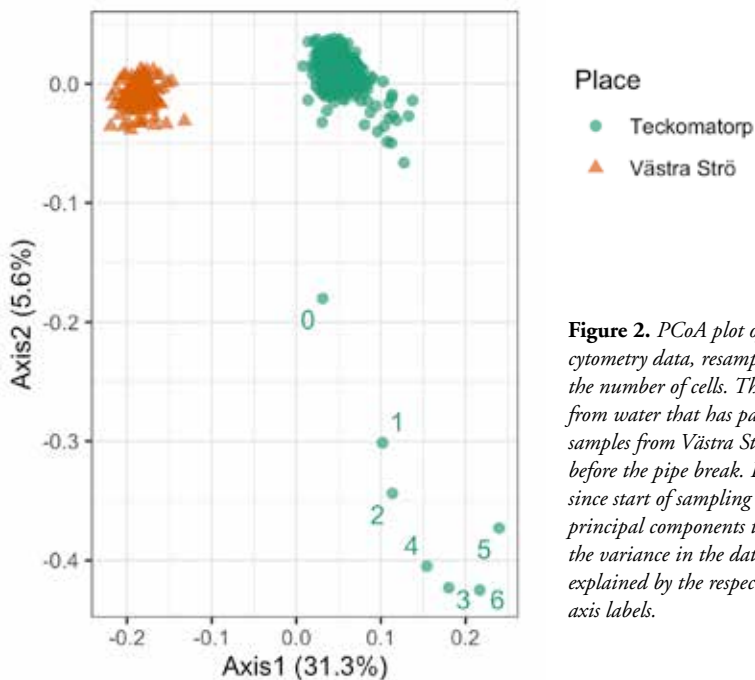 0.0
-0.1
-0.2
-0.3
-0.4
Axis2 (5.6%)
0
1
2
4
5
3
6
-0.2
-0.1
0.0
0.1
0.2
Axis1 (31.3%)
Place
Teckomatorp
Västra Strö
Figure 2. PCoA plot
cytometry data, resamp
the number of cells. Th
from water that has pa
samples from Västra St
before the pipe break.
since start of sampling
principal components
the variance in the dat
explained by the respec
axis labels.